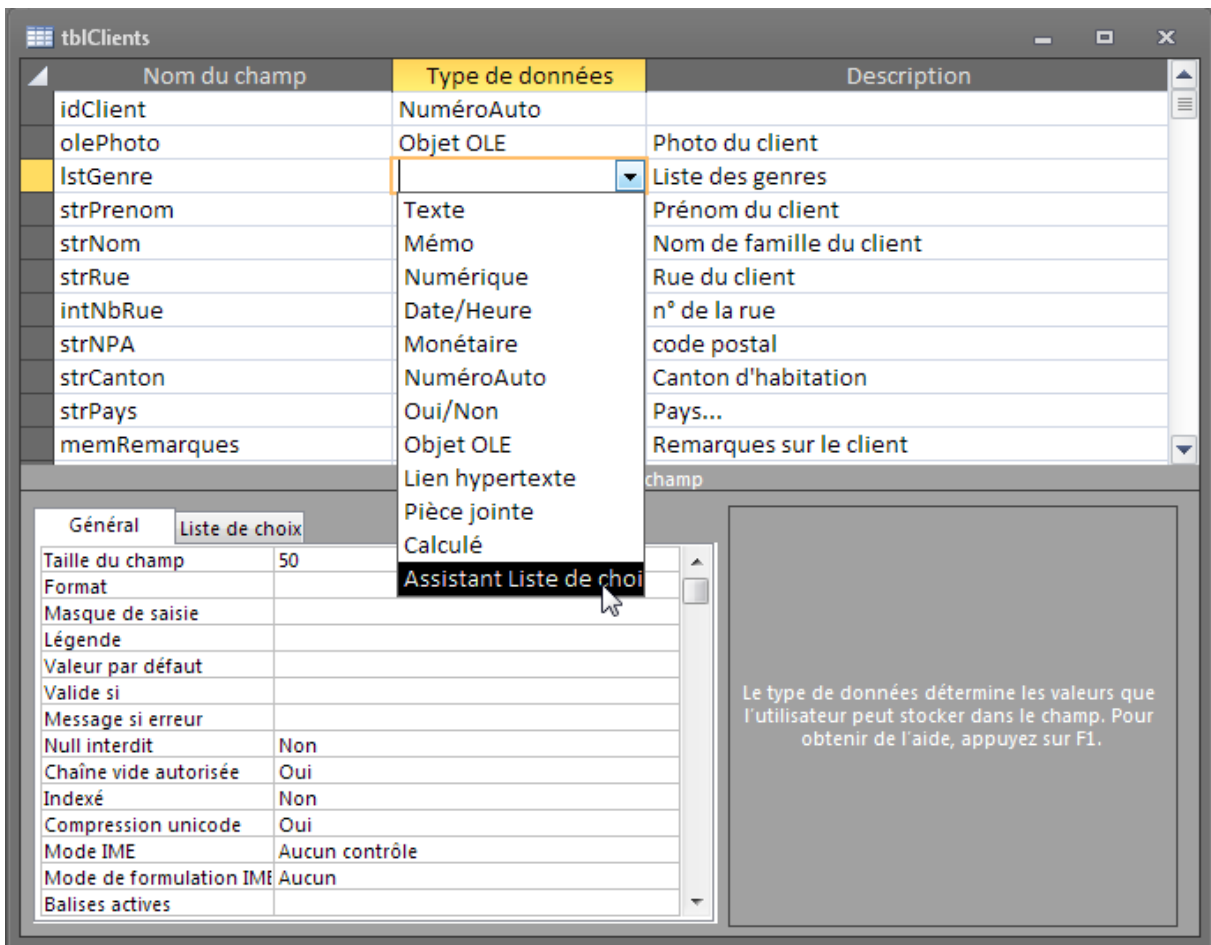 tblClients
Nom du champ Type de données Description
idClient NuméroAuto
olePhoto Objet OLE Photo du client
lstGenre Liste des genres
strPrenom Texte Prénom du client
strNom Mémo Nom de famille du client
strRue Numérique Rue du client
intNbRue Date/Heure n° de la rue
strNPA Monétaire code postal
strCanton NuméroAuto Canton d'habitation
strPays Oui/Non Pays...
memRemarques Objet OLE Remarques sur le client
Lien hypertexte champ
Pièce jointe
Général Liste de choix
Calculé
Taille du champ 50
Assistant Liste de choi
Format
Masque de saisie
Légende
Valeur par défaut
Valide si
Message si erreur
Null interdit Non
Chaîne vide autorisée Oui
Indexé Non
Compression unicode Oui
Mode IME Aucun contrôle
Mode de formulation IME Aucun
Balises actives
Le type de données détermine les valeurs que
l'utilisateur peut stocker dans le champ. Pour
obtenir de l'aide, appuyez sur F1.